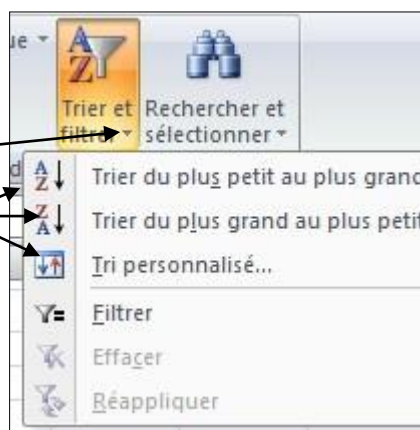 Trier et
filtrer
Rechercher et
sélectionner
Trier du plus petit au plus grand
Trier du plus grand au plus petit
Tri personnalisé...
Filtrer
Effacer
Réappliquer